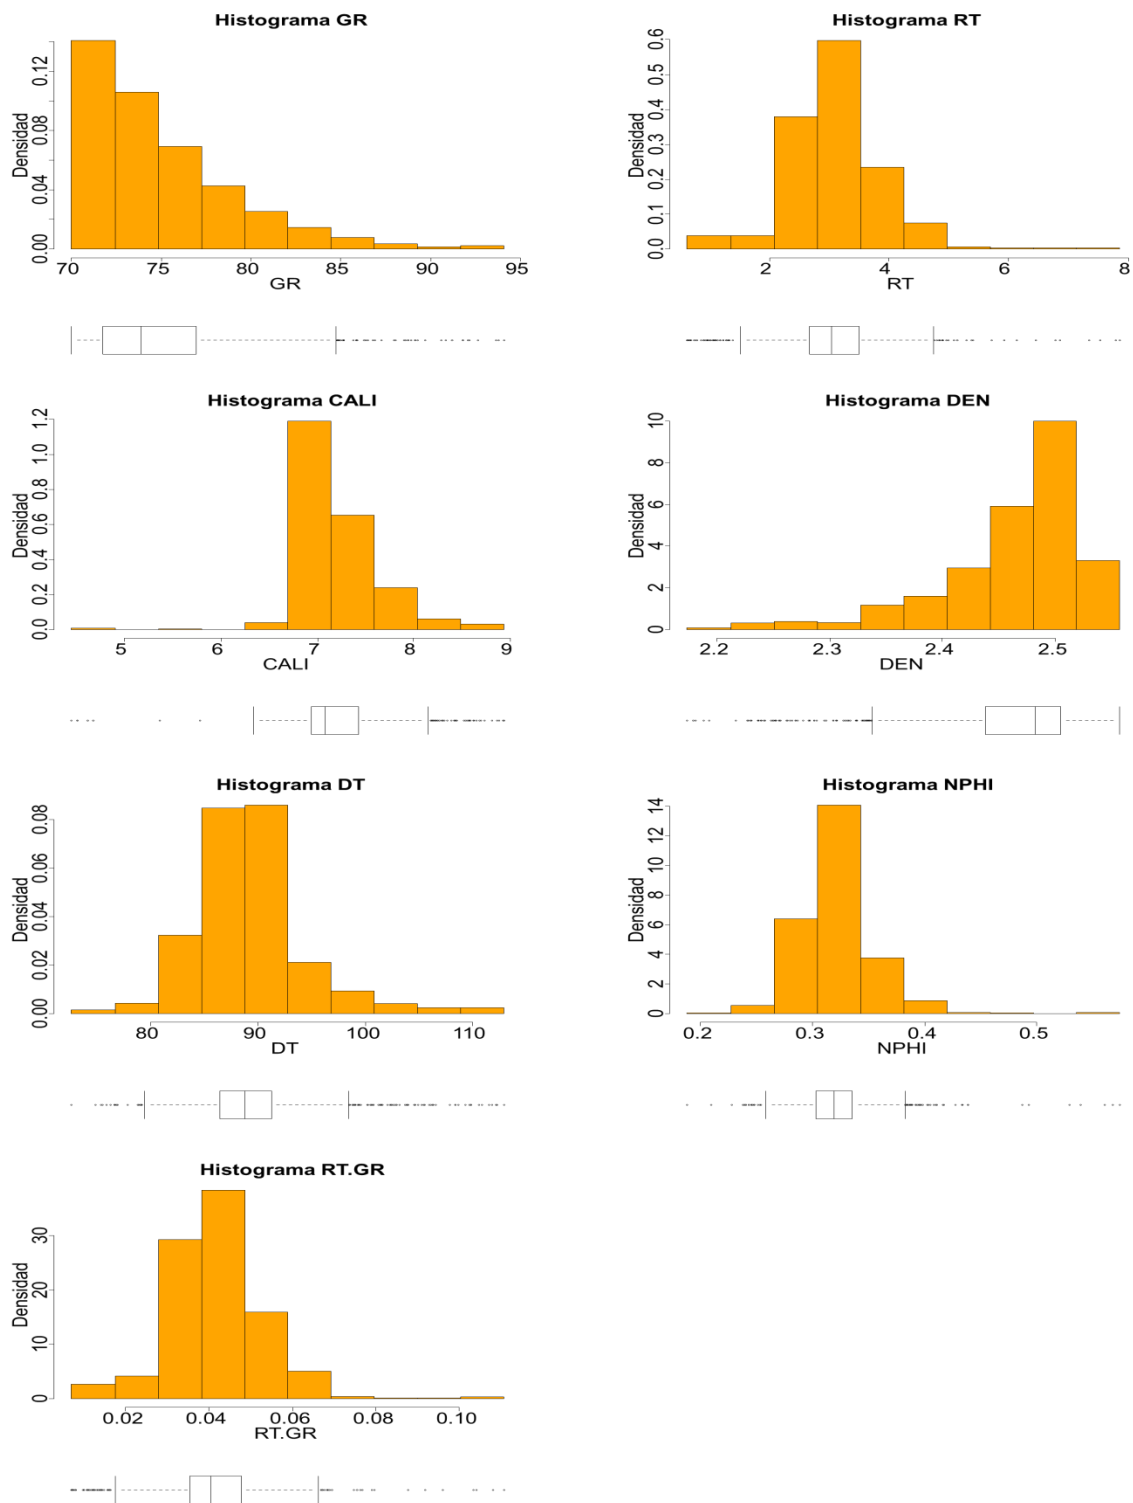 Histograma GR
Densidad
0.00 0.04 0.08 0.12
70 75 80 85 90 95
GR
Histograma RT
Densidad
0.0 0.1 0.2 0.3 0.4 0.5 0.6
2 4 6 8
RT
Histograma CALI
Densidad
0.0 0.2 0.4 0.6 0.8 1.0 1.2
5 6 7 8 9
CALI
Histograma DEN
Densidad
0 2 4 6 8 10
2.2 2.3 2.4 2.5
DEN
Histograma DT
Densidad
0.00 0.02 0.04 0.06 0.08
80 90 100 110
DT
Histograma NPHI
Densidad
0 2 4 6 8 10 12 14
0.2 0.3 0.4 0.5
NPHI
Histograma RT.GR
Densidad
0 10 20 30
0.02 0.04 0.06 0.08 0.10
RT.GR